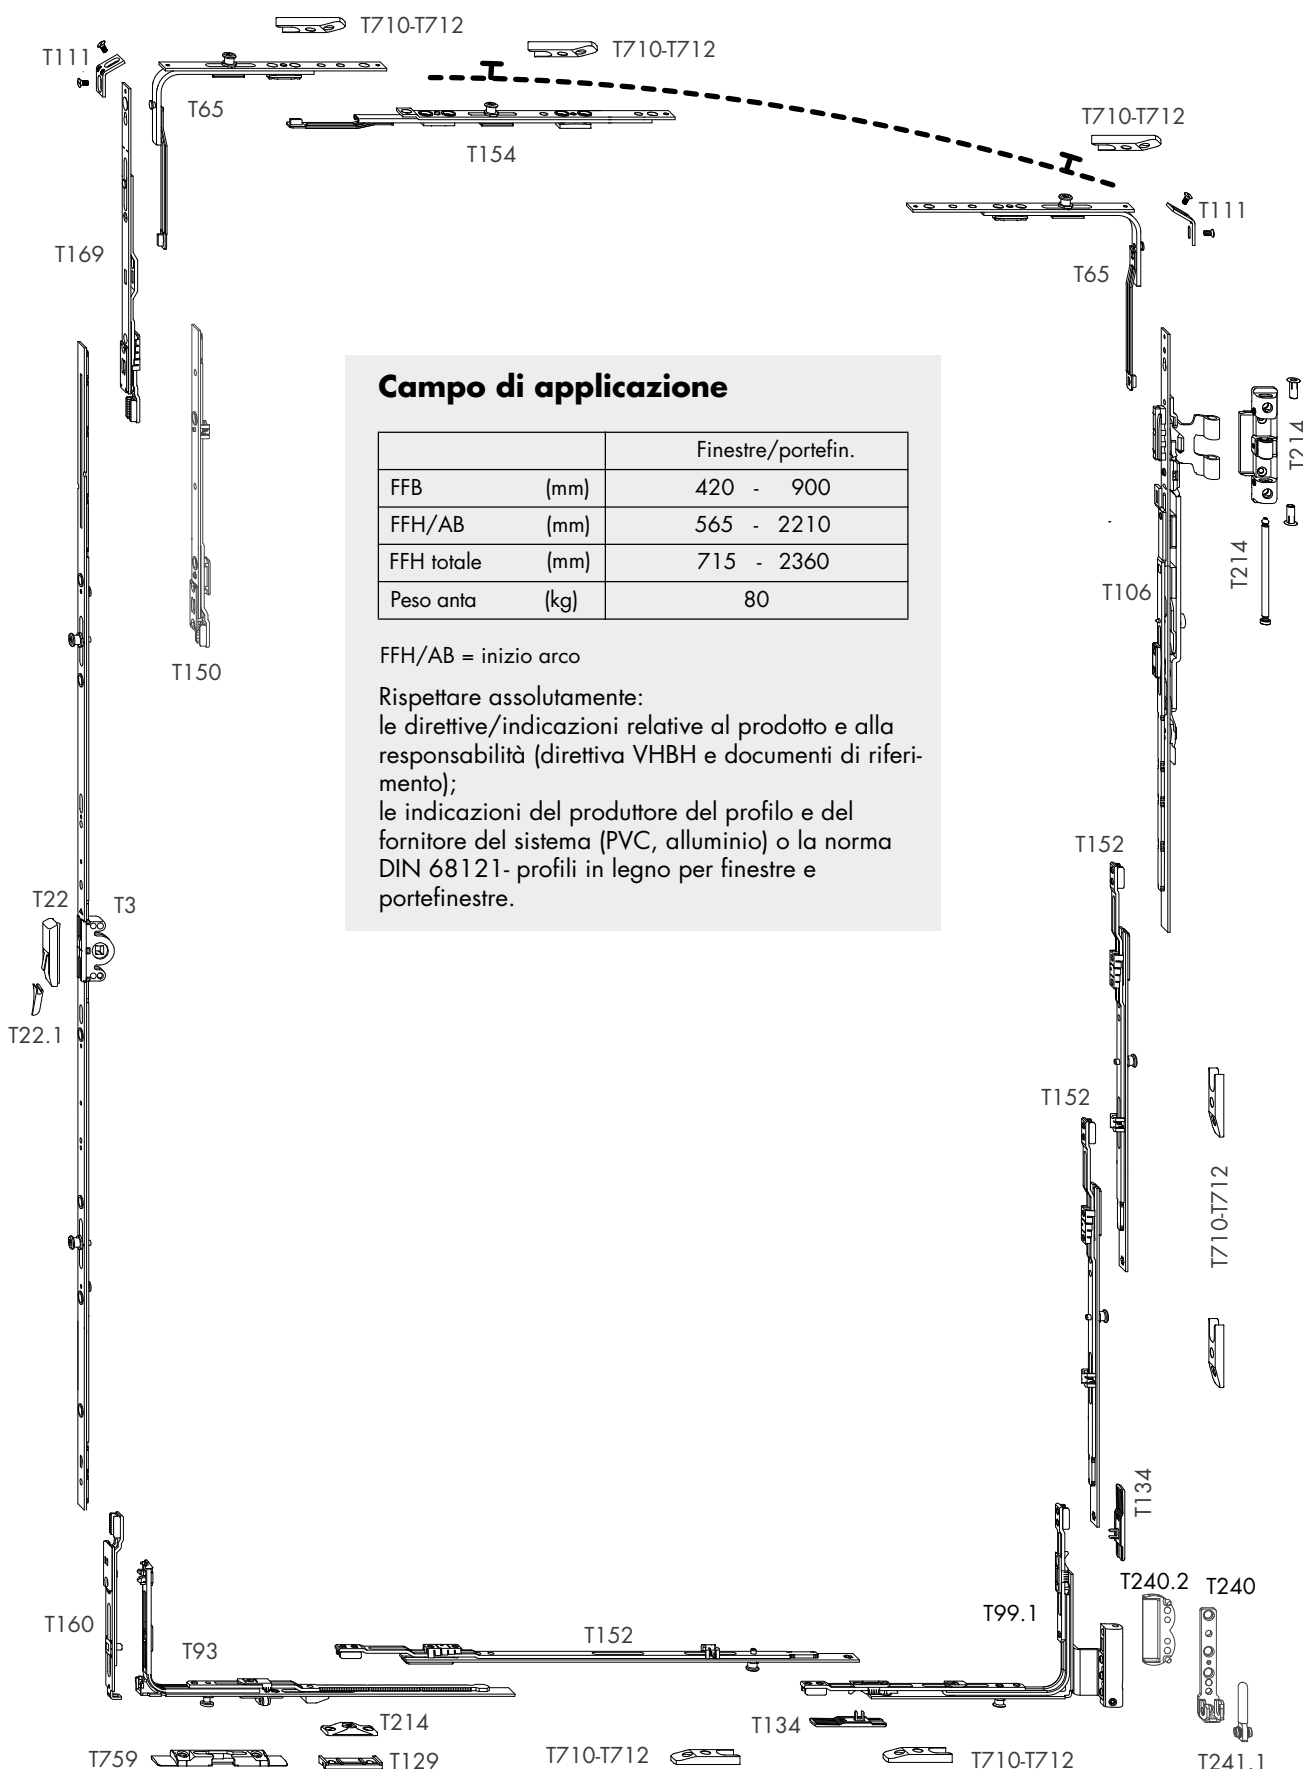 T710-T712
T111
T710-T712
T65
T710-T712
T154
T111
T169
T65
Campo di applicazione
Finestre/portefin.
FFB (mm) 420 - 900
FFH/AB (mm) 565 - 2210
FFH totale (mm) 715 - 2360
Peso anta (kg) 80
FFH/AB = inizio arco
Rispettare assolutamente:
le direttive/indicazioni relative al prodotto e alla
responsabilità (direttiva VHBH e documenti di riferi-
mento);
le indicazioni del produttore del profilo e del
fornitore del sistema (PVC, alluminio) o la norma
DIN 68121- profili in legno per finestre e
portefinestre.
T214
T214
T106
T150
T152
T22
T3
T22.1
T152
T710-T712
T134
T240.2
T240
T99.1
T160
T93
T152
T214
T134
T759
T129
T710-T712
T710-T712
T241.1